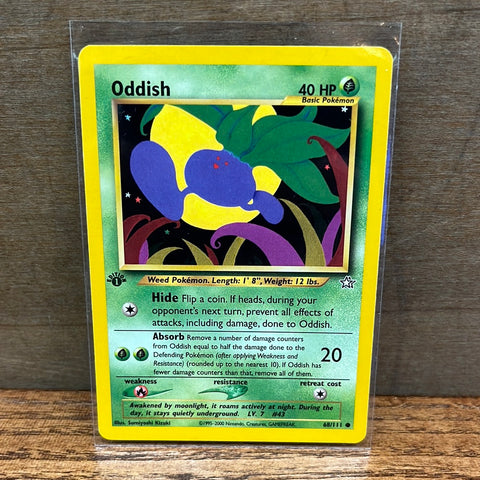 Oddish 40 HP
Basic Pokémon
Weed Pokémon. Length: 1' 8", Weight: 12 lbs.
Hide Flip a coin. If heads, during your
opponent's next turn, prevent all effects of
attacks, including damage, done to Oddish.
Absorb Remove a number of damage counters
from Oddish equal to half the damage done to the
Defending Pokémon (after applying Weakness and
Resistance) (rounded up to the nearest 10). If Oddish has
fewer damage counters than that, remove all of them.
20
weakness resistance retreat cost
Awakened by moonlight, it roams actively at night. During the
day, it stays quietly underground. LV. 7 #43
Illus. Sumiyoshi Kizuki ©1995-2000 Nintendo, Creatures, GAMEFREAK. 68/111